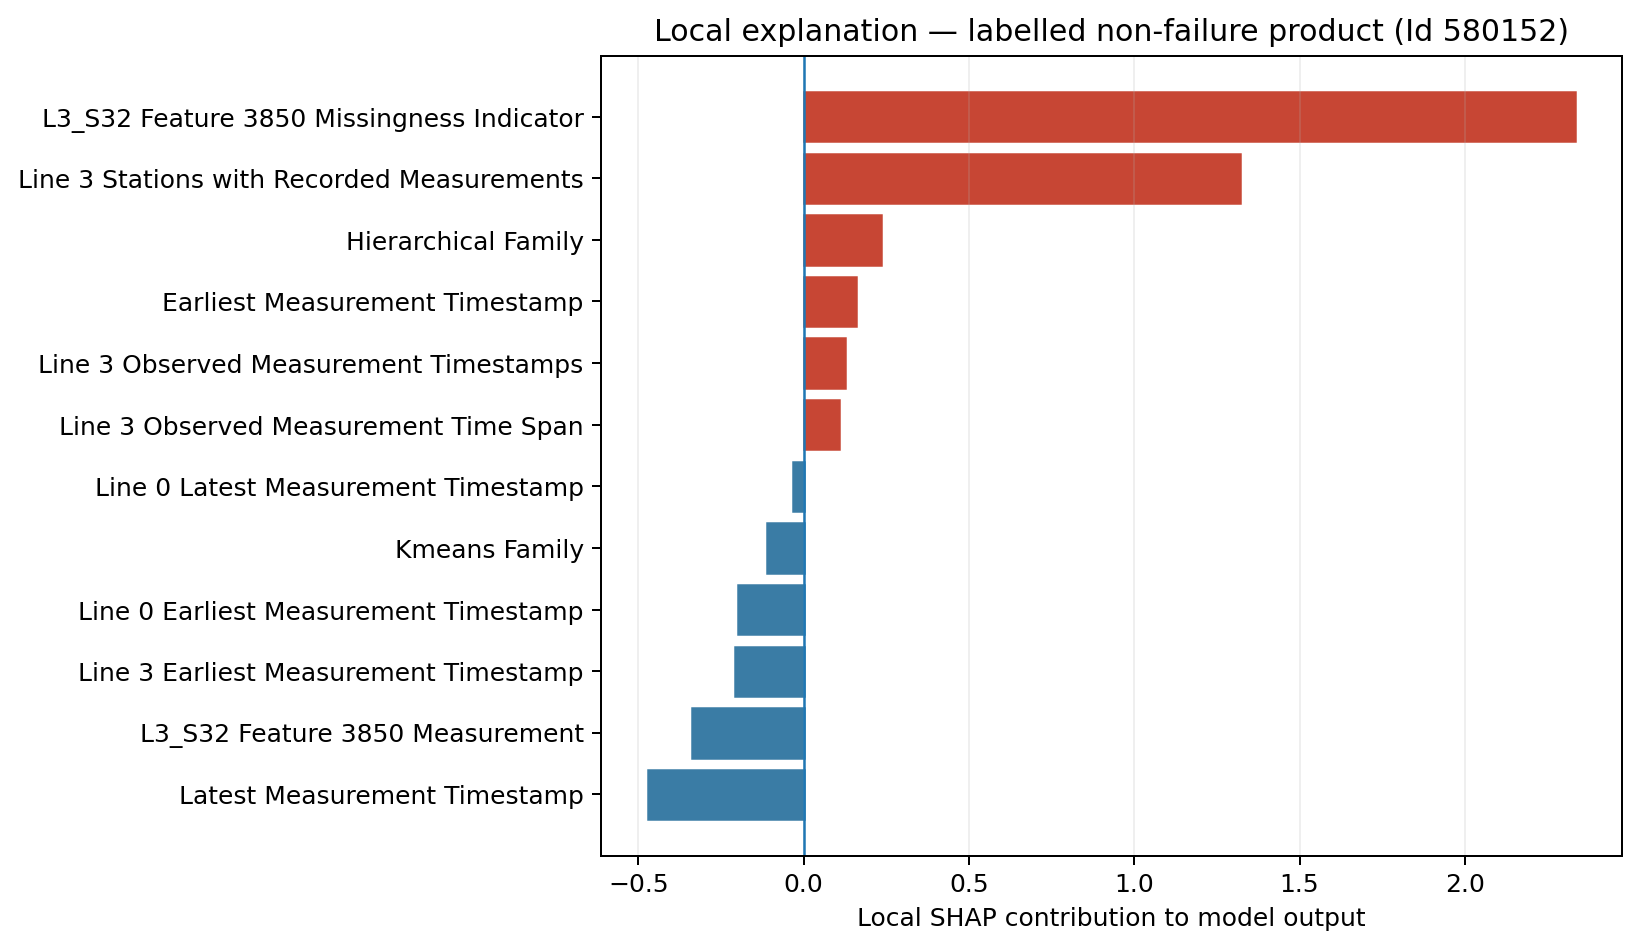 Local explanation — labelled non-failure product (Id 580152)
L3_S32 Feature 3850 Missingness Indicator
Line 3 Stations with Recorded Measurements
Hierarchical Family
Earliest Measurement Timestamp
Line 3 Observed Measurement Timestamps
Line 3 Observed Measurement Time Span
Line 0 Latest Measurement Timestamp
Kmeans Family
Line 0 Earliest Measurement Timestamp
Line 3 Earliest Measurement Timestamp
L3_S32 Feature 3850 Measurement
Latest Measurement Timestamp
−0.5 0.0 0.5 1.0 1.5 2.0
Local SHAP contribution to model output